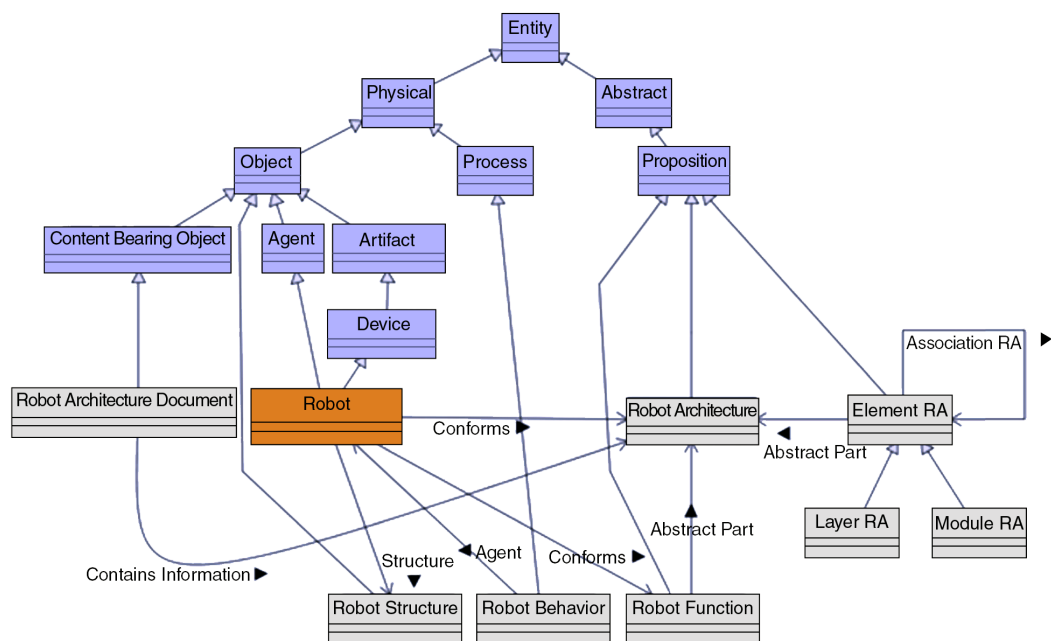 Entity
Physical
Abstract
Object
Process
Proposition
Content Bearing Object
Agent
Artifact
Device
Association RA
Robot Architecture Document
Robot
Robot Architecture
Element RA
Conforms
Abstract Part
Layer RA
Module RA
Abstract Part
Structure
Agent
Conforms
Contains Information
Robot Structure
Robot Behavior
Robot Function